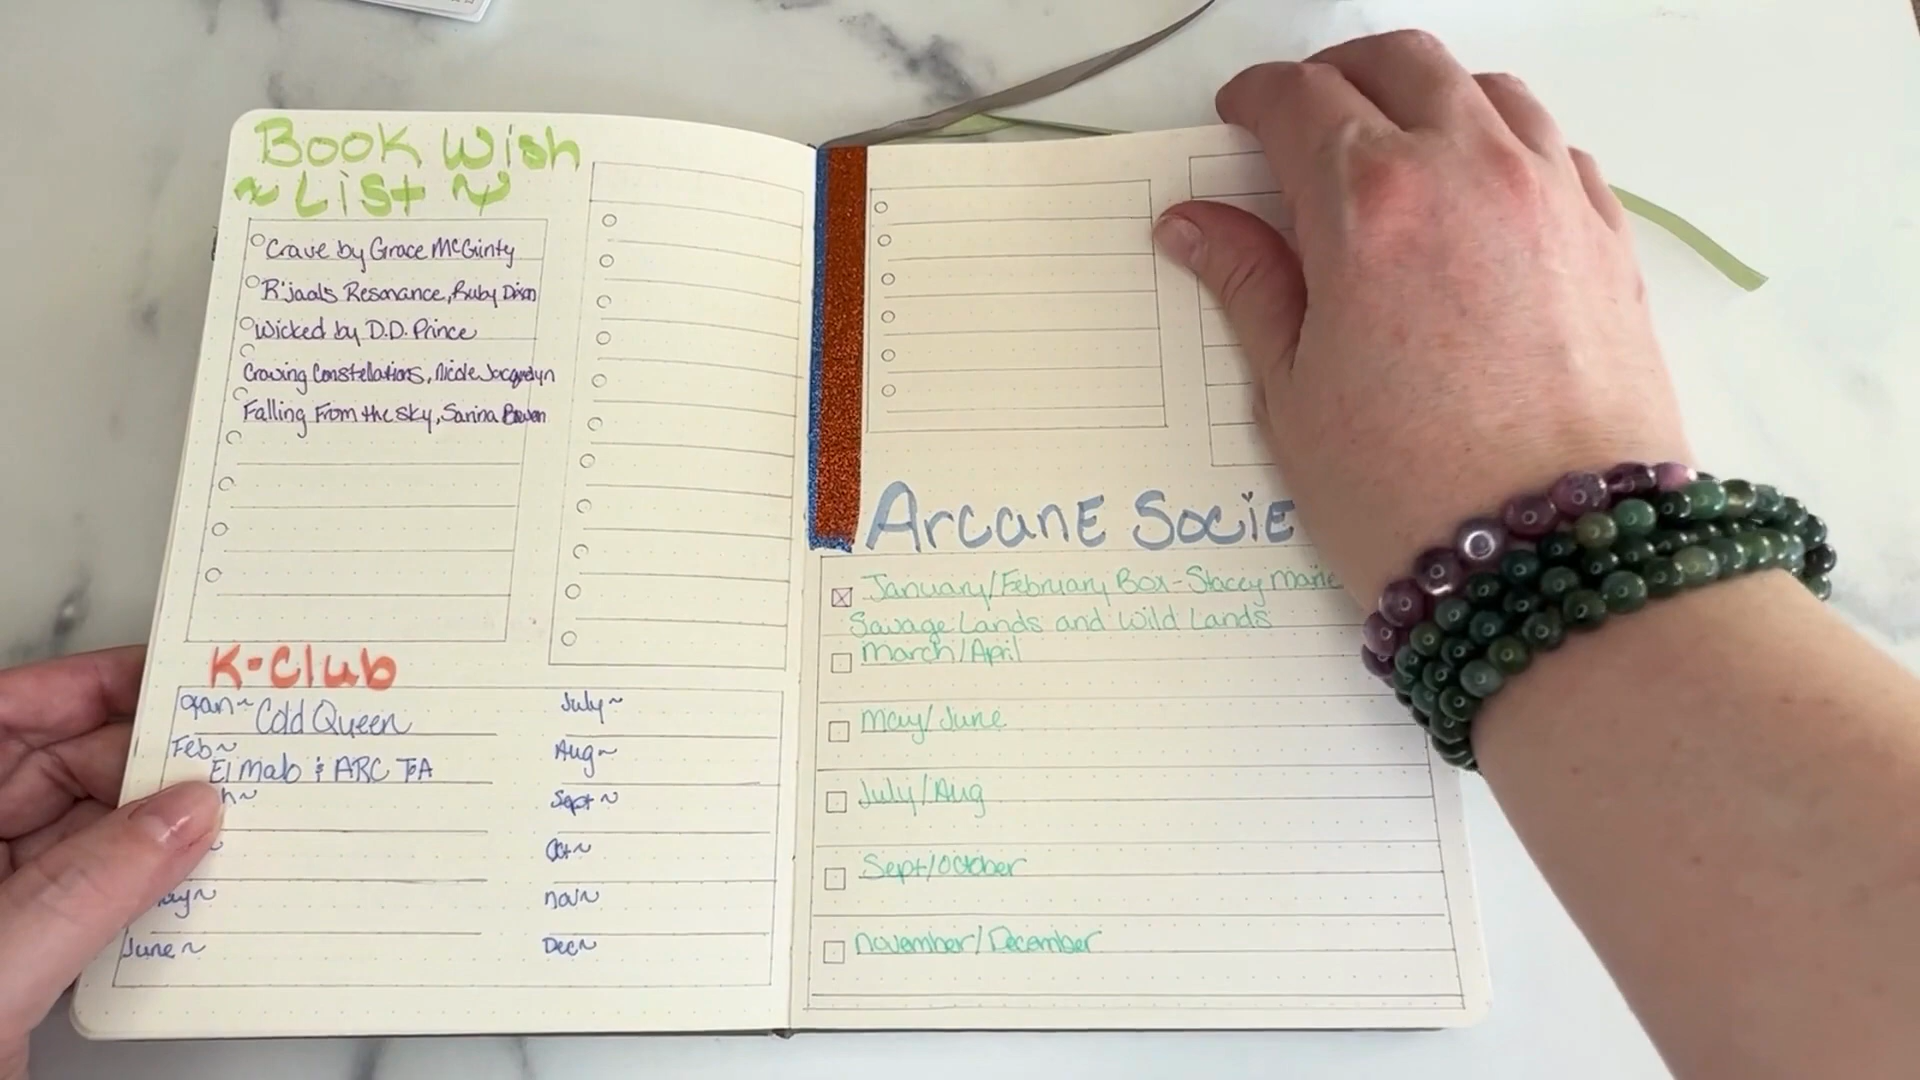 Book Wish
~ List ~
Crave by Grace McGinty
R'jaal's Resonance, Ruby Dixon
Wicked by D.D. Prince
Craving Constellations, Nicole Jacquelyn
Falling From the Sky, Sarina Bowen
K-Club
Jan~ Cold Queen
Feb~
El Malo & ARC TOA
h~
~
ay~
June~
July~
Aug~
Sept~
Oct~
Nov~
Dec~
Arcane Socie
January/February Box-Stacey Marie
Savage Lands and Wild Lands
March/April
May/June
July/Aug
Sept/October
November/December